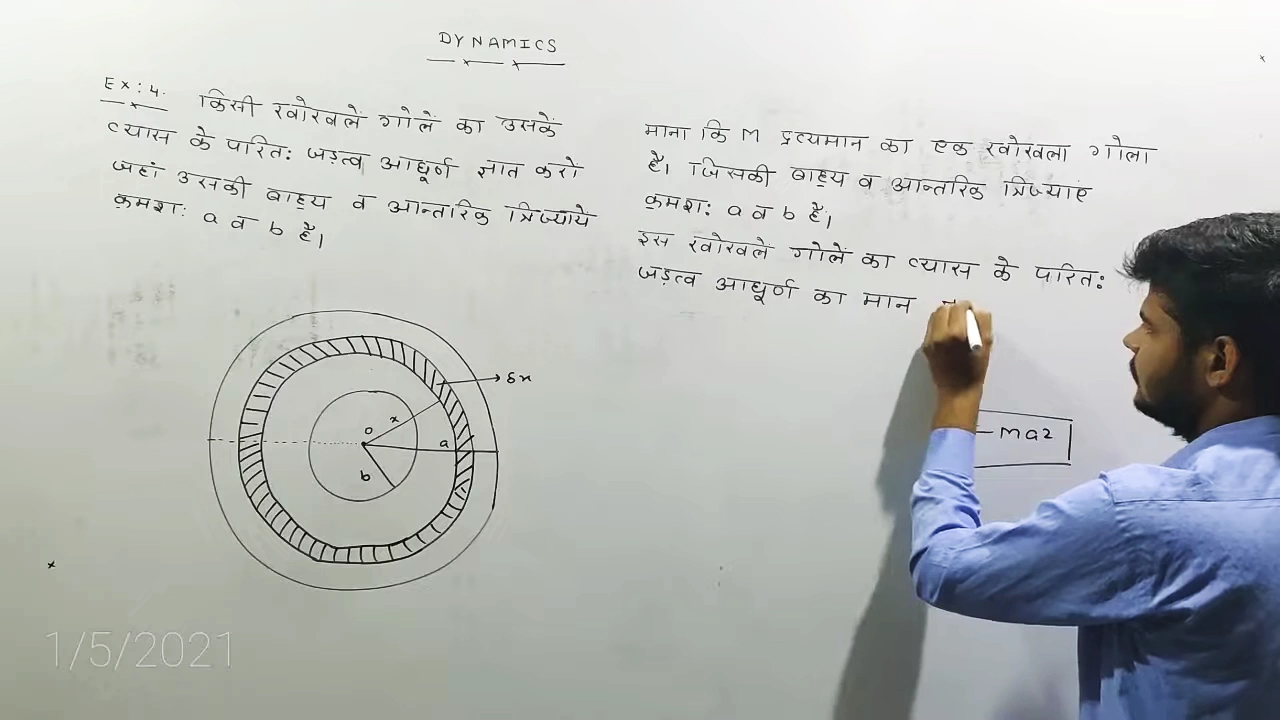 DYNAMICS
Ex: 4. किसी खोखलें गोलें का उसकें
व्यास के परित: जड़त्व आघूर्ण ज्ञात करो
जहां उसकी बाह्य व आन्तरिक त्रिज्याये
क्रमश: a व b है।
माना कि M द्रव्यमान का एक खोखला गोला
है। जिसकी बाह्य व आन्तरिक त्रिज्याएं
क्रमश: a व b है।
इस खोखलें गोलें का व्यास के परित:
जड़त्व आघूर्ण का मान
δx
x
o
a
b
Ma²
1/5/2021